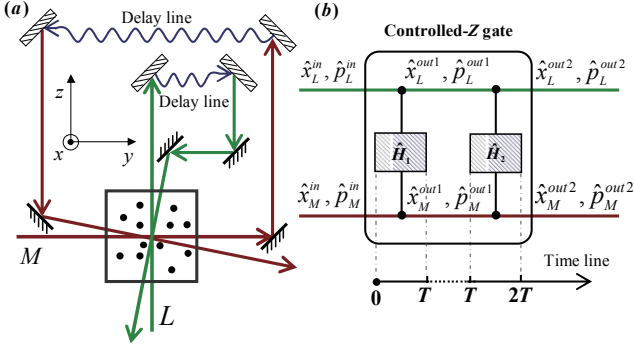 (a)
Delay line
Delay line
z
x
y
M
L
(b)
Controlled-Z gate
x̂_L^{in}, p̂_L^{in}
x̂_L^{out1}, p̂_L^{out1}
x̂_L^{out2}, p̂_L^{out2}
Ĥ_1
Ĥ_2
x̂_M^{in}, p̂_M^{in}
x̂_M^{out1}, p̂_M^{out1}
x̂_M^{out2}, p̂_M^{out2}
Time line
0 T T 2T